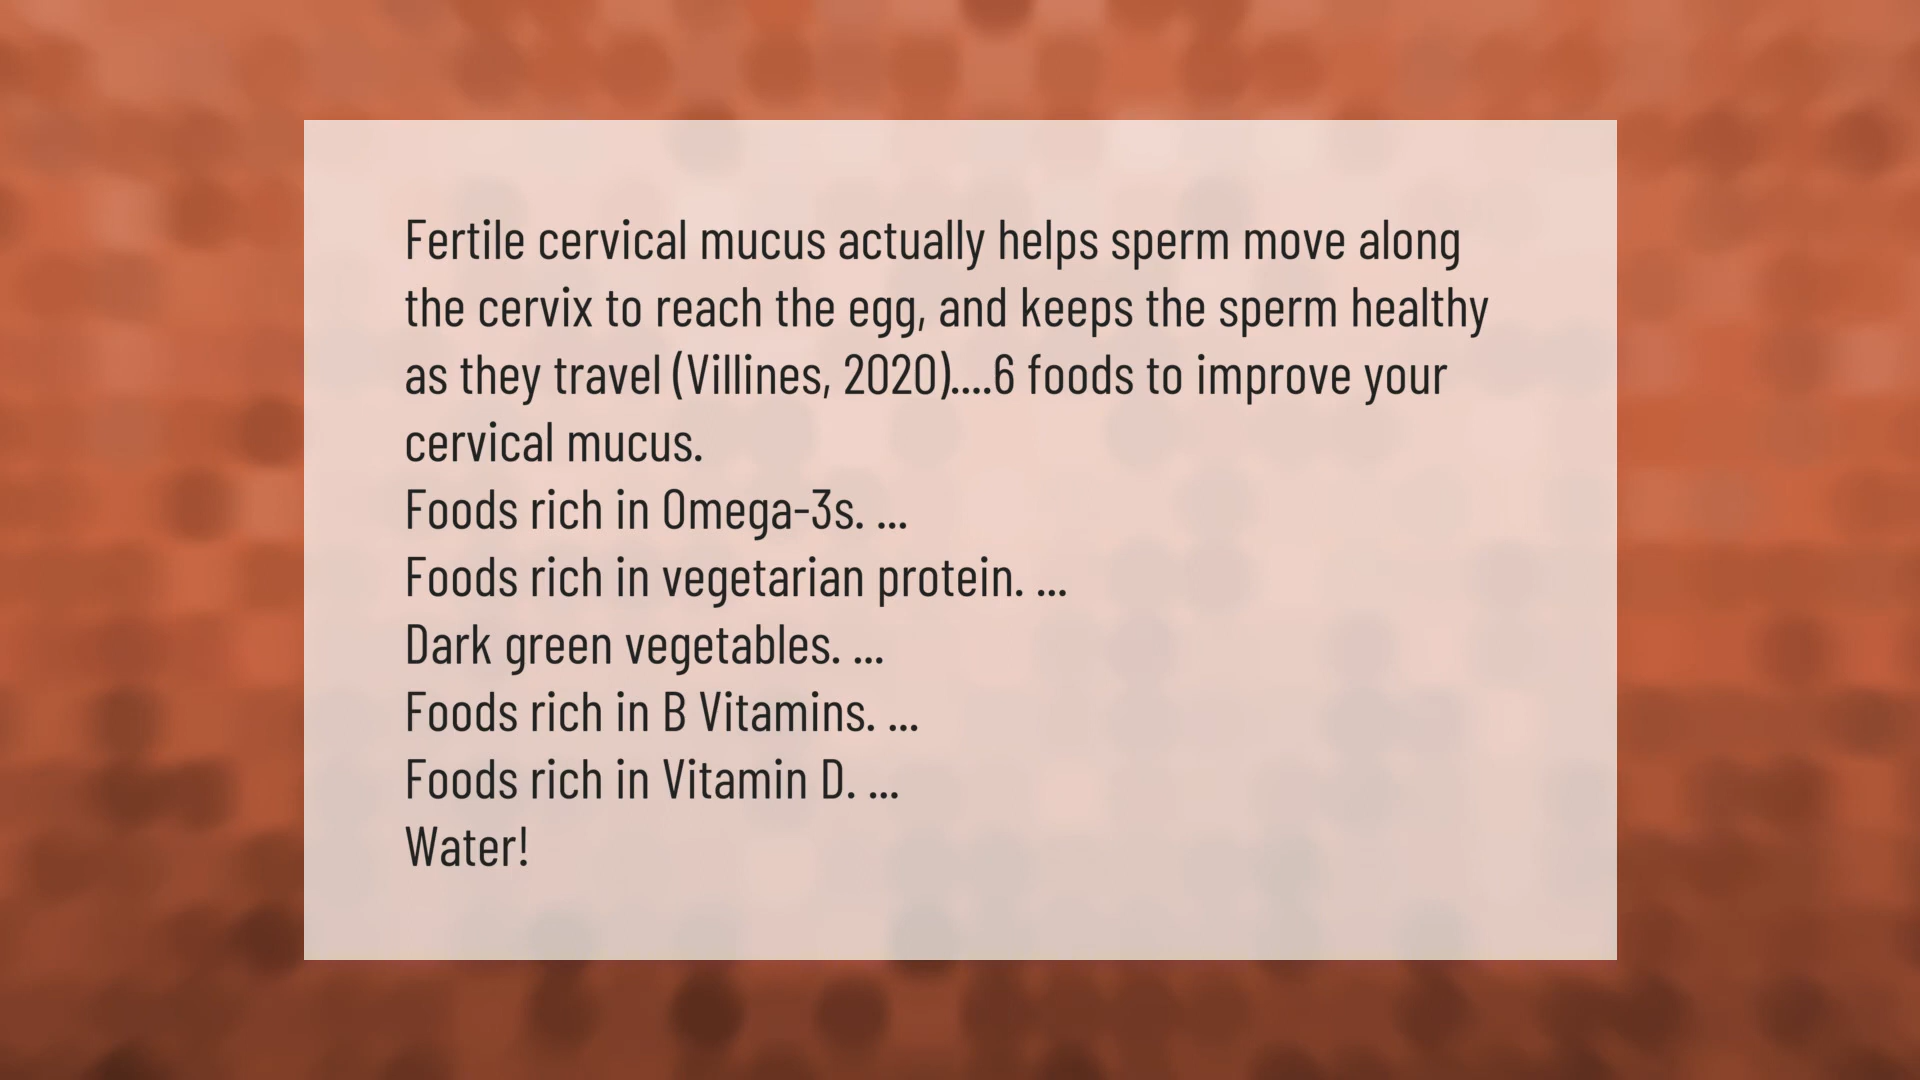 Fertile cervical mucus actually helps sperm move along
the cervix to reach the egg, and keeps the sperm healthy
as they travel (Villines, 2020)....6 foods to improve your
cervical mucus.
Foods rich in Omega-3s. ...
Foods rich in vegetarian protein. ...
Dark green vegetables. ...
Foods rich in B Vitamins. ...
Foods rich in Vitamin D. ...
Water!